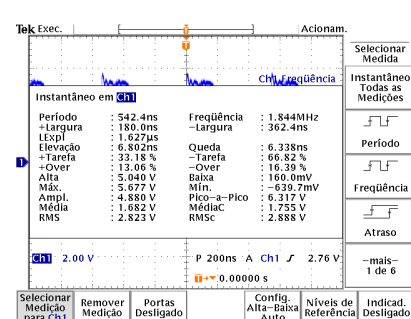 Tek Exec. Acionam.
Selecionar
Medida
Ch1 Freqüência
Instantâneo
Todas as
Medições
Instantâneo em Ch1
Período : 542.4ns Freqüência : 1.844MHz
+Largura : 180.0ns −Largura : 362.4ns
LExpl : 1.627µs
Elevação : 6.802ns Queda : 6.338ns
+Tarefa : 33.18 % −Tarefa : 66.82 %
+Over : 13.06 % −Over : 16.39 %
Alta : 5.040 V Baixa : 160.0mV
Máx. : 5.677 V Mín. : −639.7mV
Ampl. : 4.880 V Pico−a−Pico : 6.317 V
Média : 1.682 V MédiaC : 1.755 V
RMS : 2.823 V RMSc : 2.888 V
Período
Freqüência
Atraso
−mais−
1 de 6
Ch1 2.00 V P 200ns A Ch1 2.76 V
0.00000 s
Selecionar
Medição
para Ch1
Remover
Medição
Portas
Desligado
Config.
Alta−Baixa
Auto
Níveis de
Referência
Indicad.
Desligado